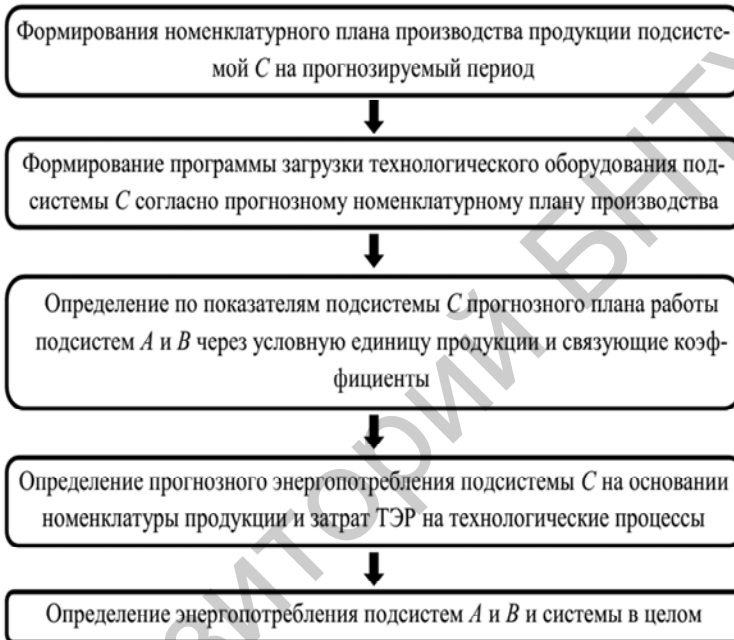 Формирования номенклатурного плана производства продукции подсисте-
мой С на прогнозируемый период
Формирование программы загрузки технологического оборудования под-
системы С согласно прогнозному номенклатурному плану производства
Определение по показателям подсистемы С прогнозного плана работы
подсистем А и В через условную единицу продукции и связующие коэф-
фициенты
Определение прогнозного энергопотребления подсистемы С на основании
номенклатуры продукции и затрат ТЭР на технологические процессы
Определение энергопотребления подсистем А и В и системы в целом
зиторий БНТУ